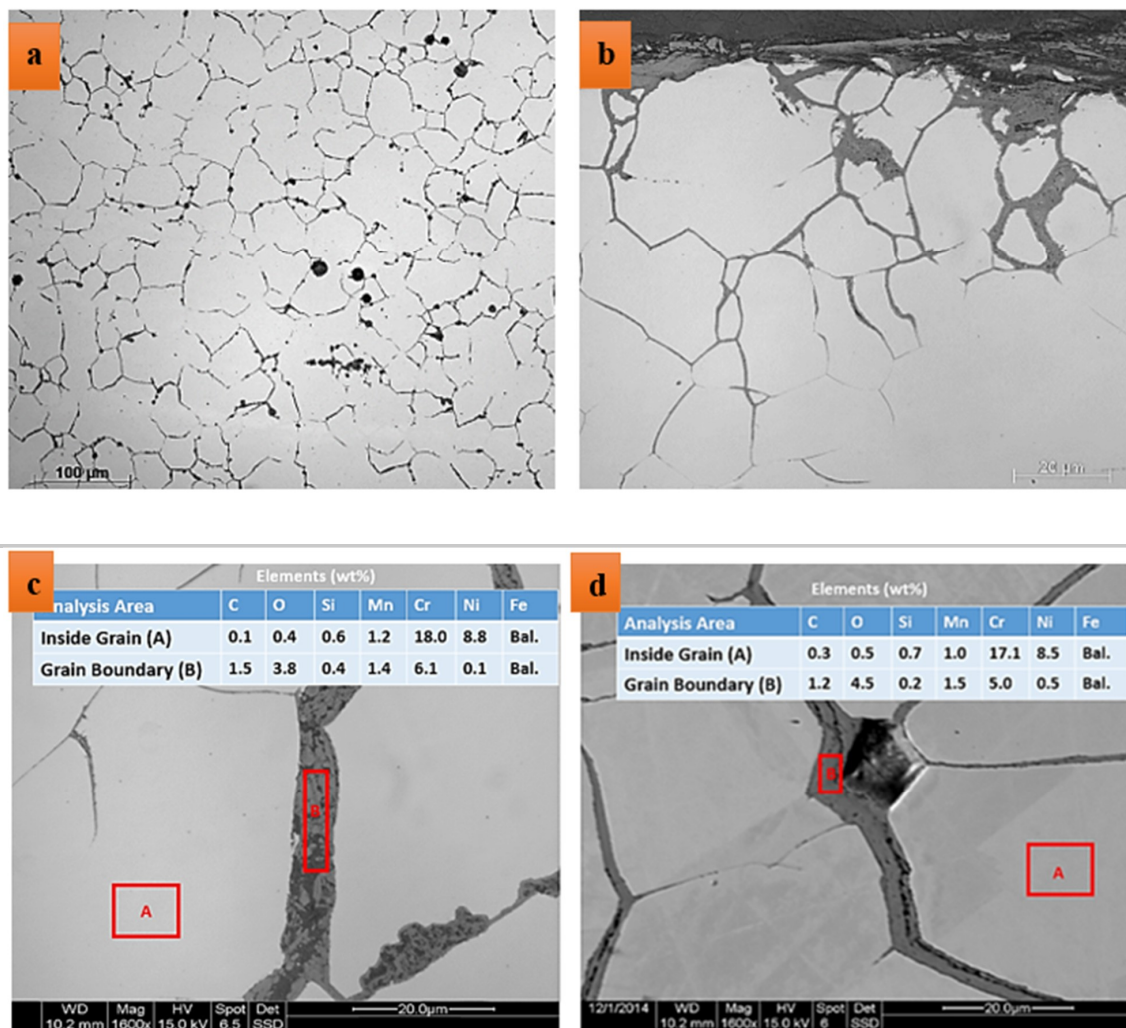 a
b
100 µm
20 µm
c
Elements (wt%)
Analysis Area C O Si Mn Cr Ni Fe
Inside Grain (A) 0.1 0.4 0.6 1.2 18.0 8.8 Bal.
Grain Boundary (B) 1.5 3.8 0.4 1.4 6.1 0.1 Bal.
B
A
WD Mag HV Spot Det
10.2 mm 1600x 15.0 kV 6.5 SSD
20.0µm
d
Elements (wt%)
Analysis Area C O Si Mn Cr Ni Fe
Inside Grain (A) 0.3 0.5 0.7 1.0 17.1 8.5 Bal.
Grain Boundary (B) 1.2 4.5 0.2 1.5 5.0 0.5 Bal.
B
A
12/1/2014
WD Mag HV Spot Det
10.2 mm 1600x 15.0 kV 6 SSD
20.0µm